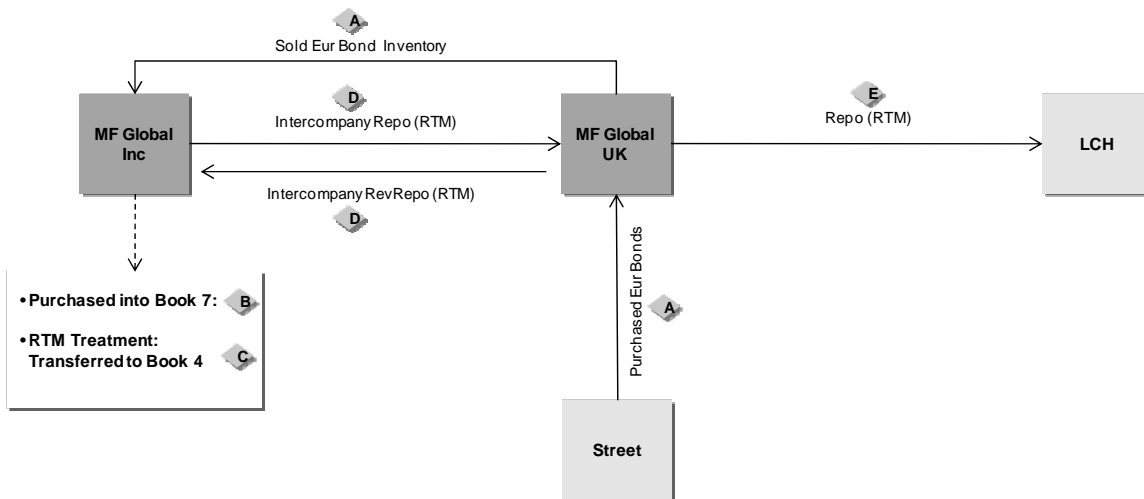 A
Sold Eur Bond Inventory
MF Global
Inc
D
Intercompany Repo (RTM)
MF Global
UK
E
Repo (RTM)
LCH
Intercompany RevRepo (RTM)
D
•Purchased into Book 7:
B
•RTM Treatment:
Transferred to Book 4
C
Purchased Eur Bonds
A
Street